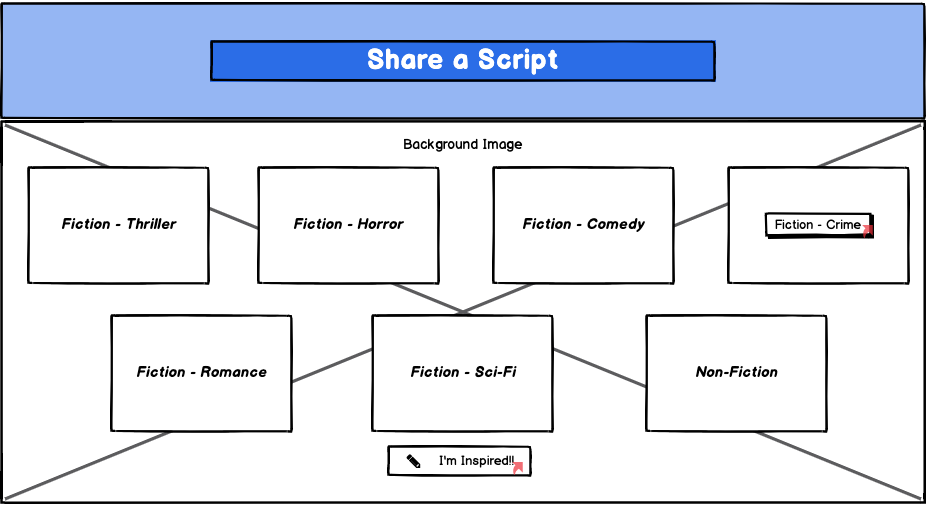 Share a Script
Background Image
Fiction - Thriller
Fiction - Horror
Fiction - Comedy
Fiction - Crime
Fiction - Romance
Fiction - Sci-Fi
Non-Fiction
I'm Inspired!!